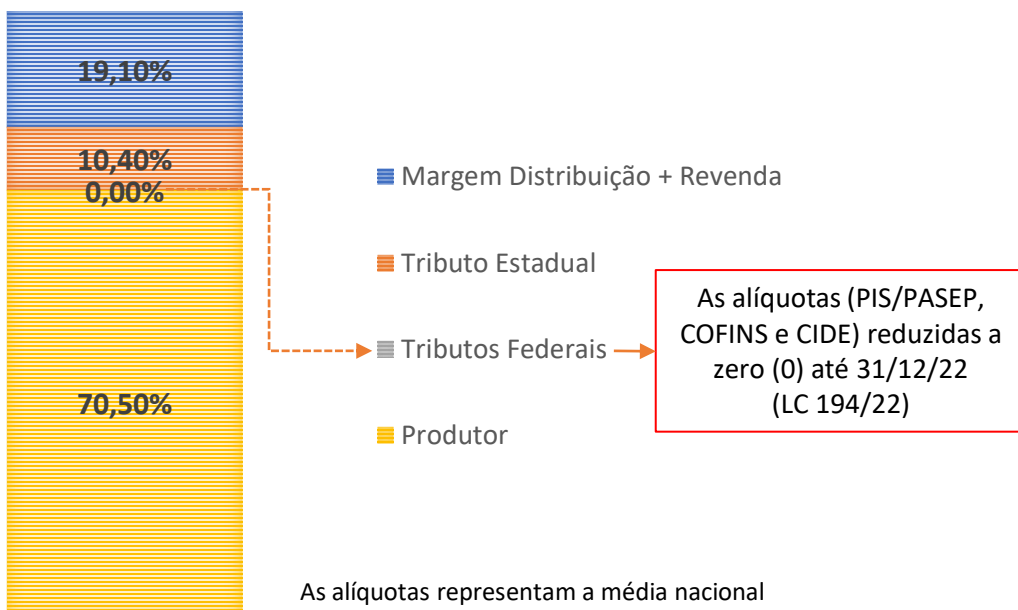 19,10%
10,40%
0,00%
70,50%
Margem Distribuição + Revenda
Tributo Estadual
Tributos Federais
Produtor
As alíquotas (PIS/PASEP,
COFINS e CIDE) reduzidas a
zero (0) até 31/12/22
(LC 194/22)
As alíquotas representam a média nacional